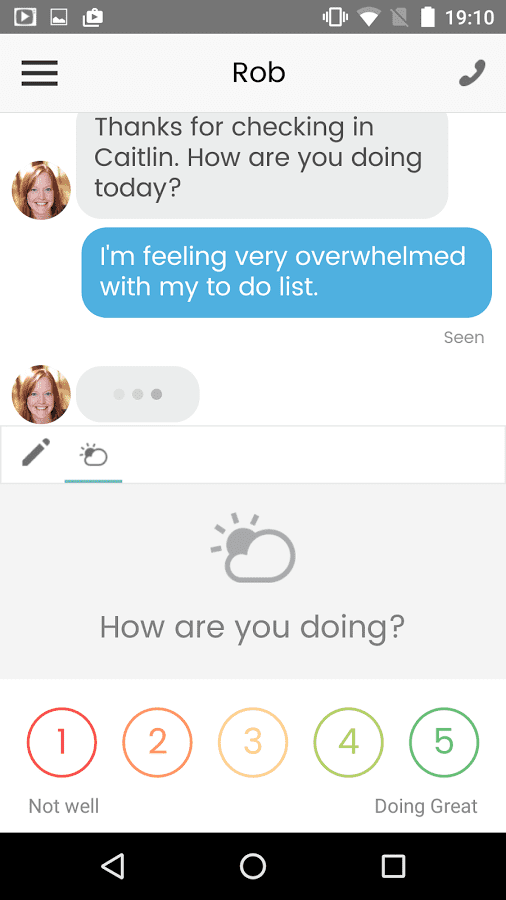 19:10
Rob
Thanks for checking in
Caitlin. How are you doing
today?
I'm feeling very overwhelmed
with my to do list.
Seen
How are you doing?
1 2 3 4 5
Not well Doing Great